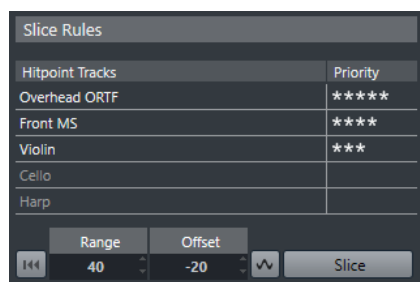 Slice Rules
Hitpoint Tracks Priority
Overhead ORTF *****
Front MS ****
Violin ***
Cello
Harp
Range Offset
40 -20 Slice